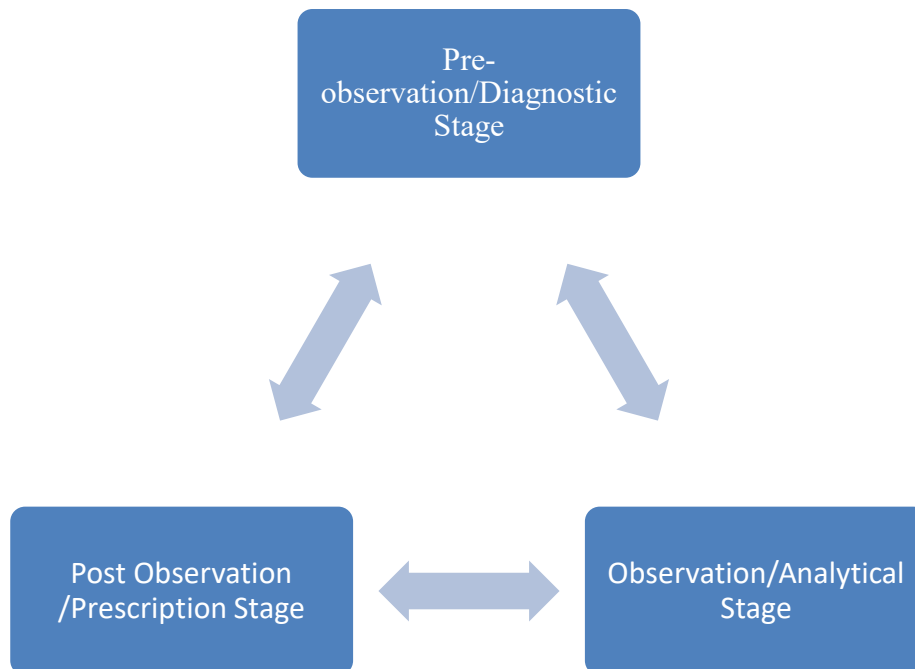 Pre-
observation/Diagnostic
Stage
Post Observation
/Prescription Stage
Observation/Analytical
Stage